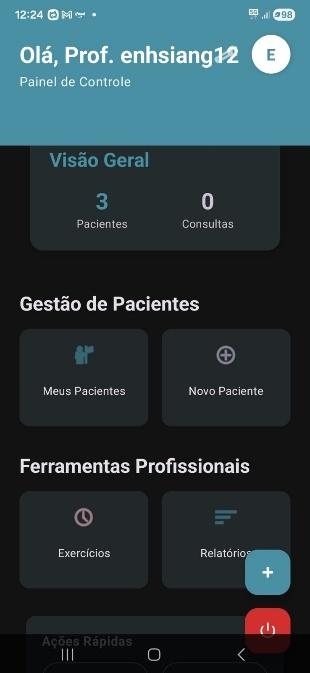 12:24
98
Olá, Prof. enhsiang12
E
Painel de Controle
Visão Geral
3
0
Pacientes
Consultas
Gestão de Pacientes
Meus Pacientes
Novo Paciente
Ferramentas Profissionais
Exercícios
Relatórios
+
Ações Rápidas